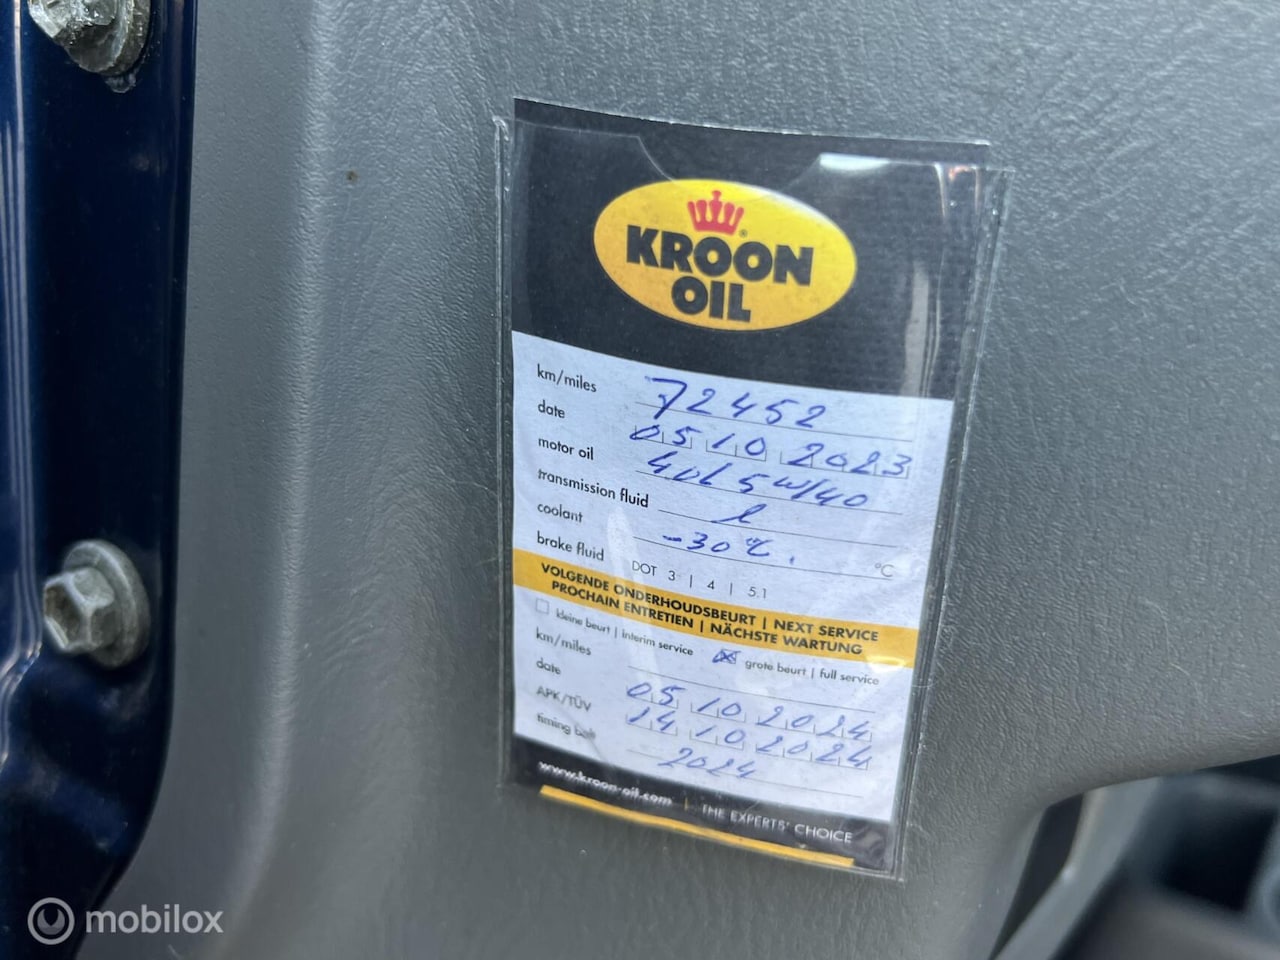 KROON
OIL
km/miles 72452
date 05 10 2023
motor oil 5w/40
transmission fluid
coolant -30°C. °C
brake fluid DOT 3 | 4 | 5.1
VOLGENDE ONDERHOUDSBEURT | NEXT SERVICE
PROCHAIN ENTRETIEN | NÄCHSTE WARTUNG
kleine beurt | interim service grote beurt | full service
km/miles
date 05 10 2024
APK/TÜV 14 10 2024
timing belt 2024
www.kroon-oil.com | THE EXPERTS' CHOICE
mobilox